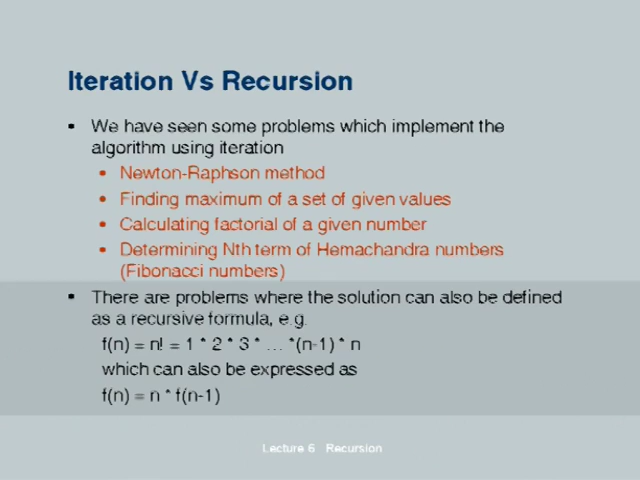 Iteration Vs Recursion
• We have seen some problems which implement the
algorithm using iteration
• Newton-Raphson method
• Finding maximum of a set of given values
• Calculating factorial of a given number
• Determining Nth term of Hemachandra numbers
(Fibonacci numbers)
• There are problems where the solution can also be defined
as a recursive formula, e.g.
f(n) = n! = 1 * 2 * 3 * … *(n-1) * n
which can also be expressed as
f(n) = n * f(n-1)
Lecture 6 Recursion